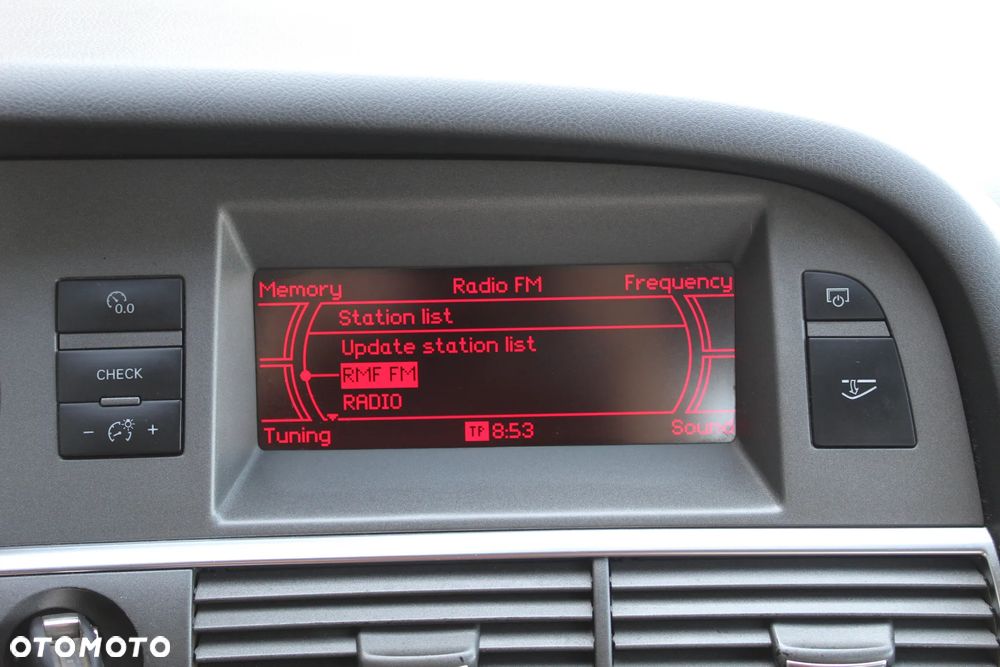 Memory Radio FM Frequency
Station list
Update station list
0.0
RMF FM
CHECK
RADIO
- +
Tuning TP 8:53 Sound
OTOMOTO